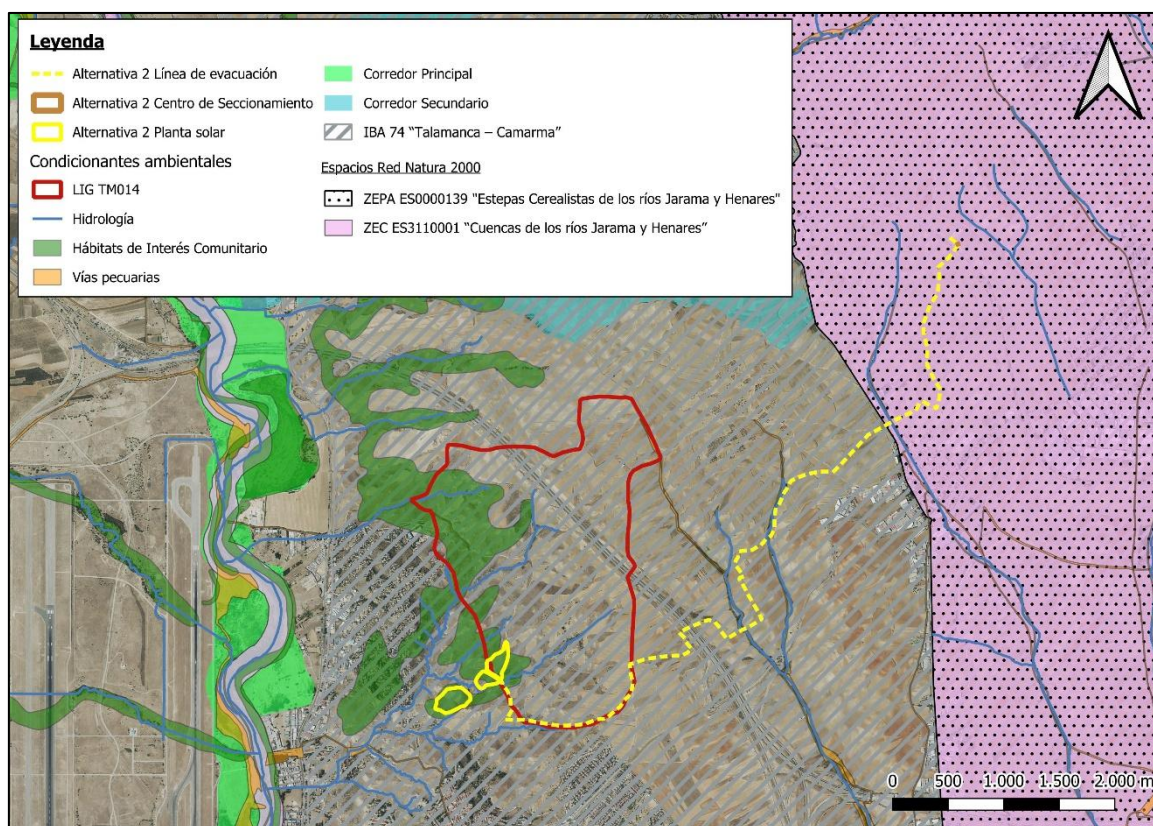 Leyenda
Alternativa 2 Línea de evacuación
Alternativa 2 Centro de Seccionamiento
Alternativa 2 Planta solar
Condicionantes ambientales
LIG TM014
Hidrología
Hábitats de Interés Comunitario
Vías pecuarias
Corredor Principal
Corredor Secundario
IBA 74 “Talamanca – Camarma”
Espacios Red Natura 2000
ZEPA ES0000139 “Estepas Cerealistas de los ríos Jarama y Henares”
ZEC ES3110001 “Cuencas de los ríos Jarama y Henares”
0 500 1.000 1.500 2.000 m